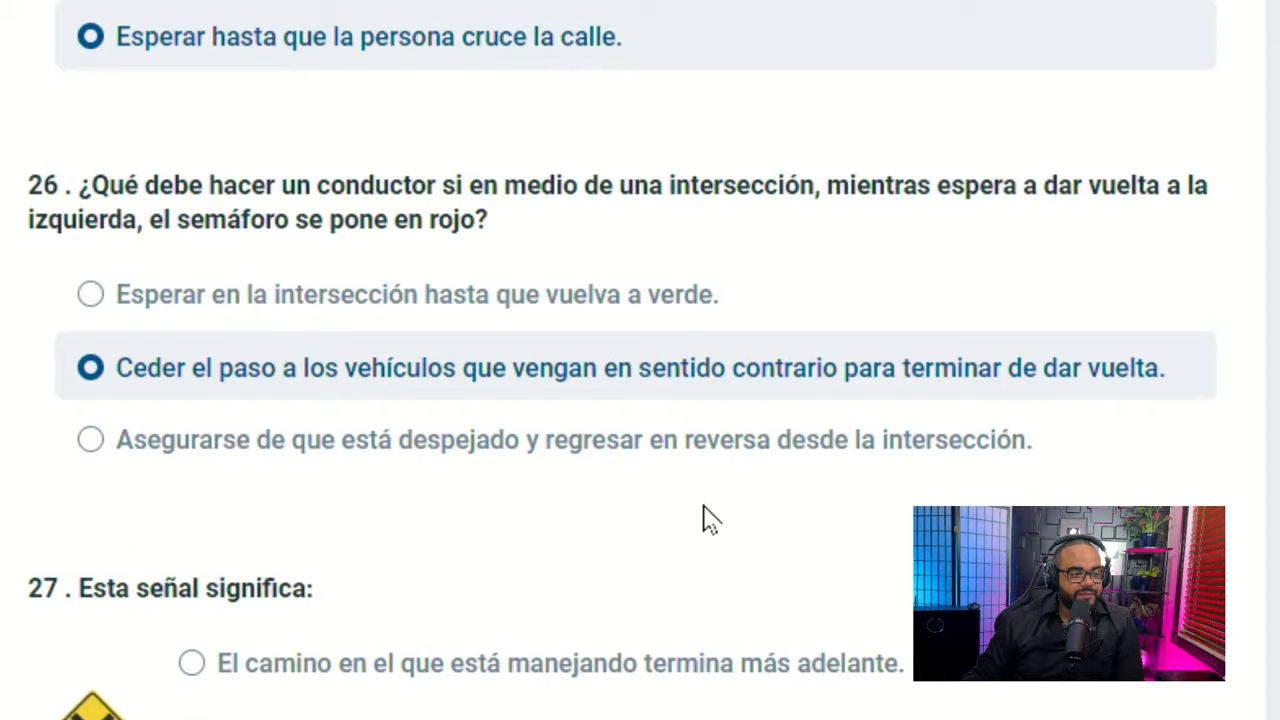 Esperar hasta que la persona cruce la calle.
26 . ¿Qué debe hacer un conductor si en medio de una intersección, mientras espera a dar vuelta a la
izquierda, el semáforo se pone en rojo?
Esperar en la intersección hasta que vuelva a verde.
Ceder el paso a los vehículos que vengan en sentido contrario para terminar de dar vuelta.
Asegurarse de que está despejado y regresar en reversa desde la intersección.
27 . Esta señal significa:
El camino en el que está manejando termina más adelante.